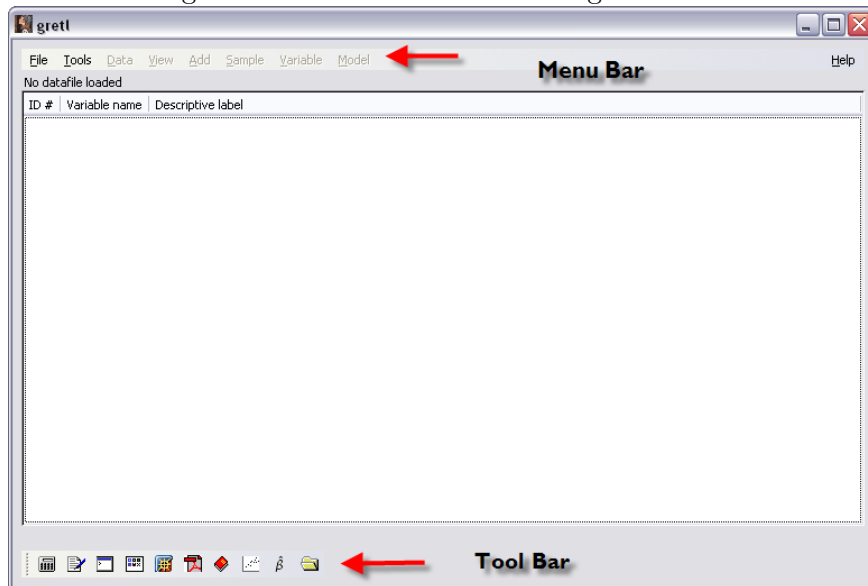 gretl
File Tools Data View Add Sample Variable Model Help
Menu Bar
No datafile loaded
ID # Variable name Descriptive label
β̂
Tool Bar